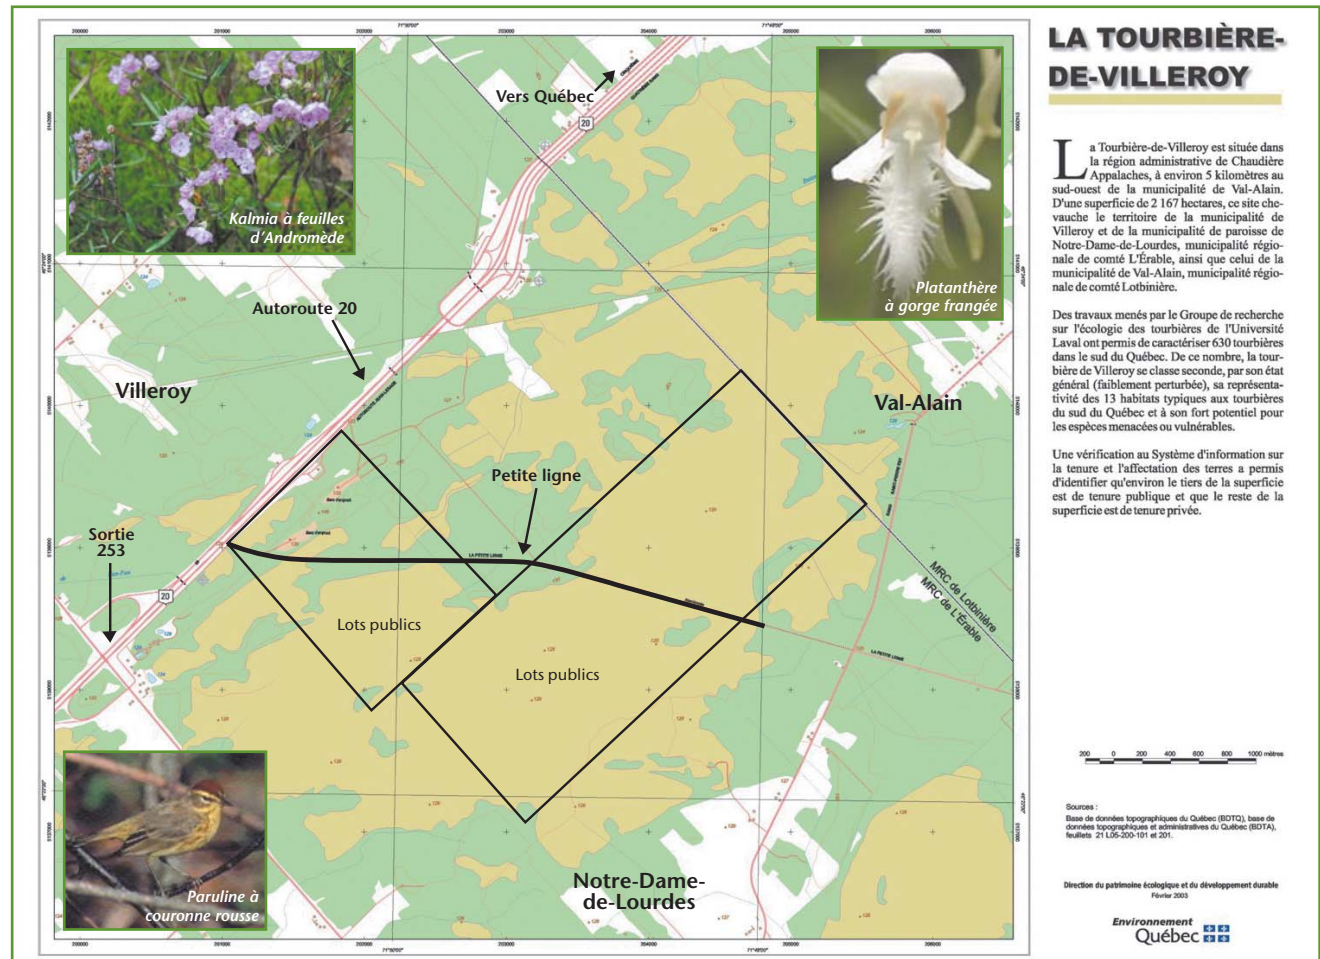 Kalmia à feuilles
d'Andromède
Vers Québec
20
Platanthère
à gorge frangée
Autoroute 20
Villeroy
Val-Alain
AUTOROUTE JEAN-LESAGE
Petite ligne
Sortie
253
LA PETITE LIGNE
20
Lots publics
Lots publics
MRC de Lotbinière
MRC de L'Érable
LA PETITE LIGNE
Paruline à
couronne rousse
Notre-Dame-
de-Lourdes
LA TOURBIÈRE-
DE-VILLEROY
La Tourbière-de-Villeroy est située dans
la région administrative de Chaudière
Appalaches, à environ 5 kilomètres au
sud-ouest de la municipalité de Val-Alain.
D'une superficie de 2 167 hectares, ce site che-
vauche le territoire de la municipalité de
Villeroy et de la municipalité de paroisse de
Notre-Dame-de-Lourdes, municipalité régio-
nale de comté L'Érable, ainsi que celui de la
municipalité de Val-Alain, municipalité régio-
nale de comté Lotbinière.
Des travaux menés par le Groupe de recherche
sur l'écologie des tourbières de l'Université
Laval ont permis de caractériser 630 tourbières
dans le sud du Québec. De ce nombre, la tour-
bière de Villeroy se classe seconde, par son état
général (faiblement perturbée), sa représenta-
tivité des 13 habitats typiques aux tourbières
du sud du Québec et à son fort potentiel pour
les espèces menacées ou vulnérables.
Une vérification au Système d'information sur
la tenure et l'affectation des terres a permis
d'identifier qu'environ le tiers de la superficie
est de tenure publique et que le reste de la
superficie est de tenure privée.
200 0 200 400 600 800 1000 mètres
Sources :
Base de données topographiques du Québec (BDTQ), base de
données topographiques et administratives du Québec (BDTA),
feuillets 21 L05-200-101 et 201.
Direction du patrimoine écologique et du développement durable
Février 2003
Environnement
Québec